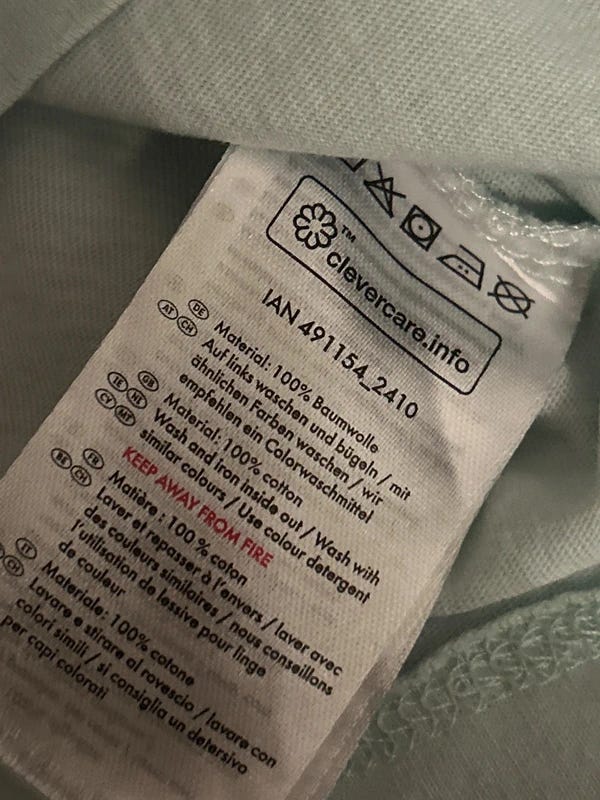 ™
clevercare.info
IAN 491154_2410
DE AT CH
Material: 100% Baumwolle
Auf links waschen und bügeln / mit
ähnlichen Farben waschen / wir
empfehlen ein Colorwaschmittel
GB IE NI CY MT
Material: 100% cotton
Wash and iron inside out / Wash with
similar colours / Use colour detergent
KEEP AWAY FROM FIRE
FR BE CH
Matière : 100 % coton
Laver et repasser à l'envers / laver avec
des couleurs similaires / nous conseillons
l'utilisation de lessive pour linge
de couleur
IT CH
Materiale: 100% cotone
Lavare e stirare al rovescio / lavare con
colori simili / si consiglia un detersivo
per capi colorati